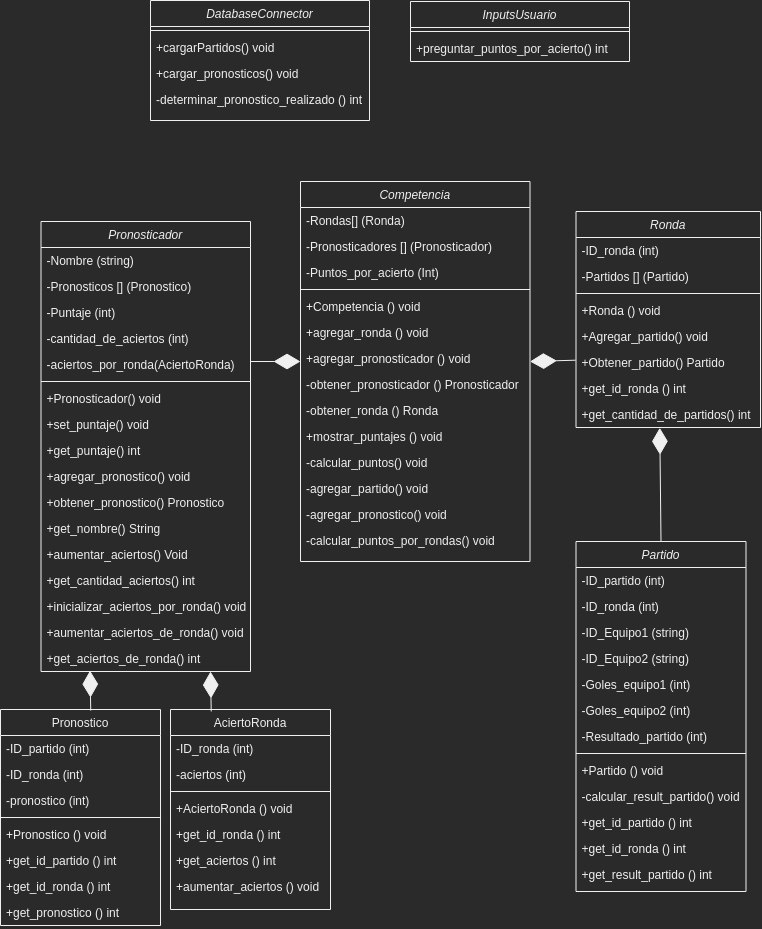 DatabaseConnector
+cargarPartidos() void
+cargar_pronosticos() void
-determinar_pronostico_realizado () int
InputsUsuario
+preguntar_puntos_por_acierto() int
Competencia
-Rondas[] (Ronda)
-Pronosticadores [] (Pronosticador)
-Puntos_por_acierto (Int)
+Competencia () void
+agregar_ronda () void
+agregar_pronosticador () void
-obtener_pronosticador () Pronosticador
-obtener_ronda () Ronda
+mostrar_puntajes () void
-calcular_puntos() void
-agregar_partido() void
-agregar_pronostico() void
-calcular_puntos_por_rondas() void
Pronosticador
-Nombre (string)
-Pronosticos [] (Pronostico)
-Puntaje (int)
-cantidad_de_aciertos (int)
-aciertos_por_ronda(AciertoRonda)
+Pronosticador() void
+set_puntaje() void
+get_puntaje() int
+agregar_pronostico() void
+obtener_pronostico() Pronostico
+get_nombre() String
+aumentar_aciertos() Void
+get_cantidad_aciertos() int
+inicializar_aciertos_por_ronda() void
+aumentar_aciertos_de_ronda() void
+get_aciertos_de_ronda() int
Ronda
-ID_ronda (int)
-Partidos [] (Partido)
+Ronda () void
+Agregar_partido() void
+Obtener_partido() Partido
+get_id_ronda () int
+get_cantidad_de_partidos() int
Partido
-ID_partido (int)
-ID_ronda (int)
-ID_Equipo1 (string)
-ID_Equipo2 (string)
-Goles_equipo1 (int)
-Goles_equipo2 (int)
-Resultado_partido (int)
+Partido () void
-calcular_result_partido() void
+get_id_partido () int
+get_id_ronda () int
+get_result_partido () int
Pronostico
-ID_partido (int)
-ID_ronda (int)
-pronostico (int)
+Pronostico () void
+get_id_partido () int
+get_id_ronda () int
+get_pronostico () int
AciertoRonda
-ID_ronda (int)
-aciertos (int)
+AciertoRonda () void
+get_id_ronda () int
+get_aciertos () int
+aumentar_aciertos () void